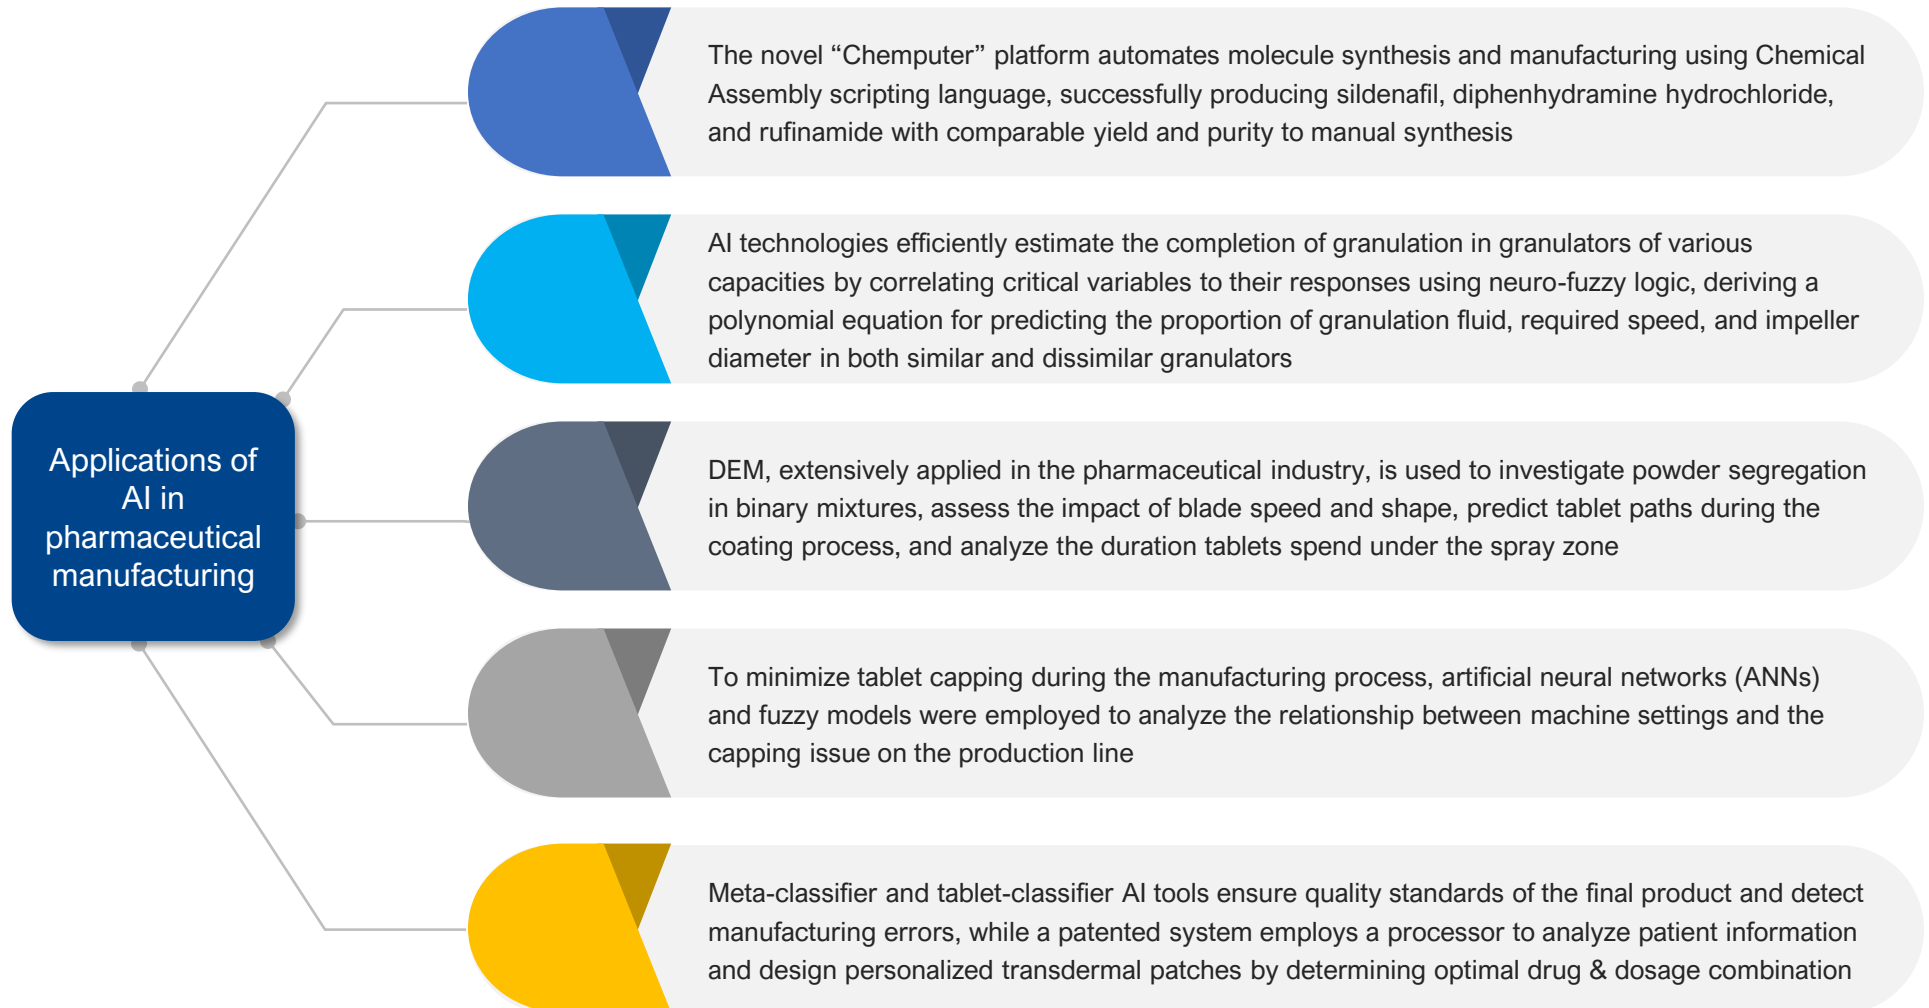 The novel “Chemputer” platform automates molecule synthesis and manufacturing using Chemical
Assembly scripting language, successfully producing sildenafil, diphenhydramine hydrochloride,
and rufinamide with comparable yield and purity to manual synthesis
AI technologies efficiently estimate the completion of granulation in granulators of various
capacities by correlating critical variables to their responses using neuro-fuzzy logic, deriving a
polynomial equation for predicting the proportion of granulation fluid, required speed, and impeller
diameter in both similar and dissimilar granulators
Applications of
AI in
pharmaceutical
manufacturing
DEM, extensively applied in the pharmaceutical industry, is used to investigate powder segregation
in binary mixtures, assess the impact of blade speed and shape, predict tablet paths during the
coating process, and analyze the duration tablets spend under the spray zone
To minimize tablet capping during the manufacturing process, artificial neural networks (ANNs)
and fuzzy models were employed to analyze the relationship between machine settings and the
capping issue on the production line
Meta-classifier and tablet-classifier AI tools ensure quality standards of the final product and detect
manufacturing errors, while a patented system employs a processor to analyze patient information
and design personalized transdermal patches by determining optimal drug & dosage combination